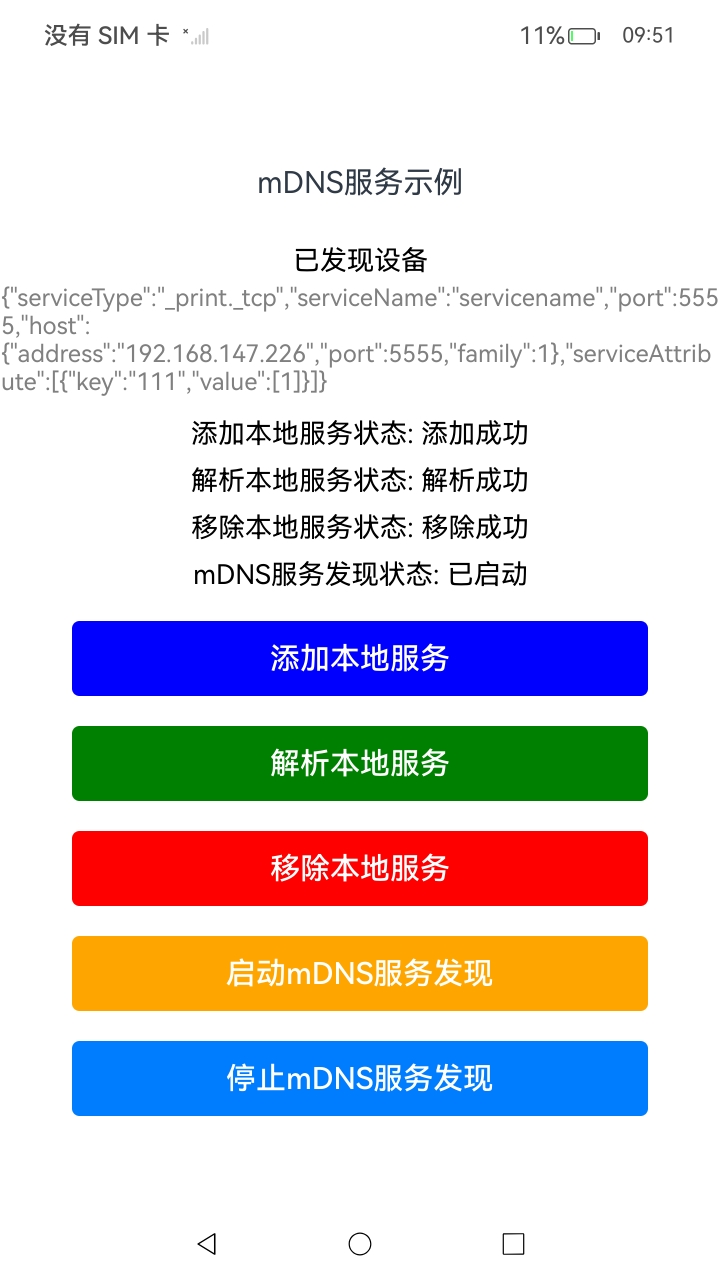 没有 SIM 卡
11%
09:51
mDNS服务示例
已发现设备
{"serviceType":"_print._tcp","serviceName":"servicename","port":555
5,"host":
{"address":"192.168.147.226","port":5555,"family":1},"serviceAttrib
ute":[{"key":"111","value":[1]}]}
添加本地服务状态: 添加成功
解析本地服务状态: 解析成功
移除本地服务状态: 移除成功
mDNS服务发现状态: 已启动
添加本地服务
解析本地服务
移除本地服务
启动mDNS服务发现
停止mDNS服务发现